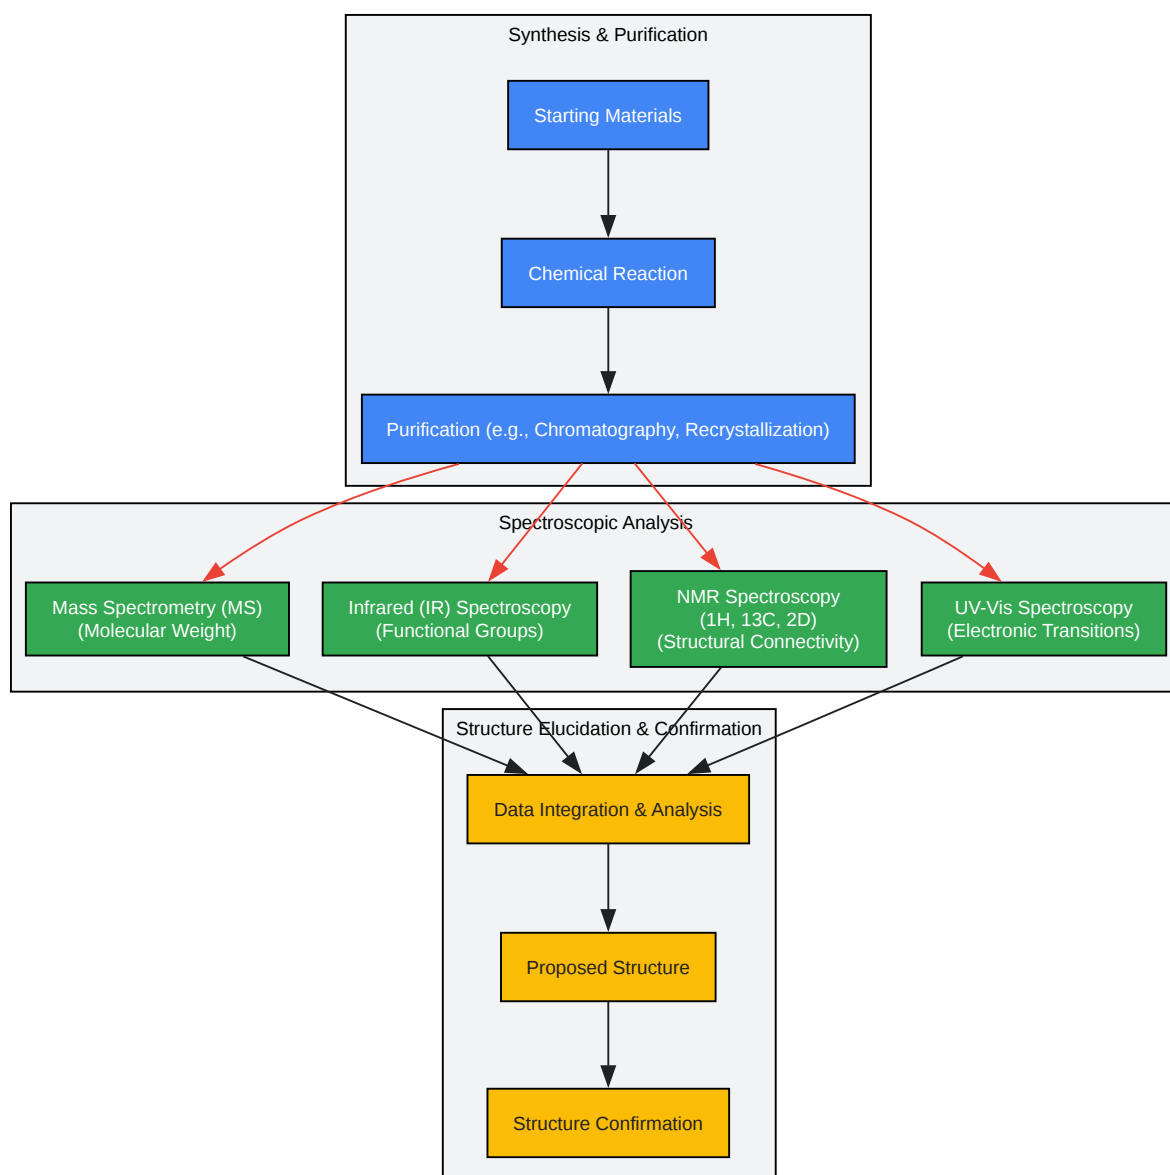 Synthesis & Purification
Starting Materials
Chemical Reaction
Purification (e.g., Chromatography, Recrystallization)
Spectroscopic Analysis
Mass Spectrometry (MS)
(Molecular Weight)
Infrared (IR) Spectroscopy
(Functional Groups)
NMR Spectroscopy
(1H, 13C, 2D)
(Structural Connectivity)
UV-Vis Spectroscopy
(Electronic Transitions)
Structure Elucidation & Confirmation
Data Integration & Analysis
Proposed Structure
Structure Confirmation